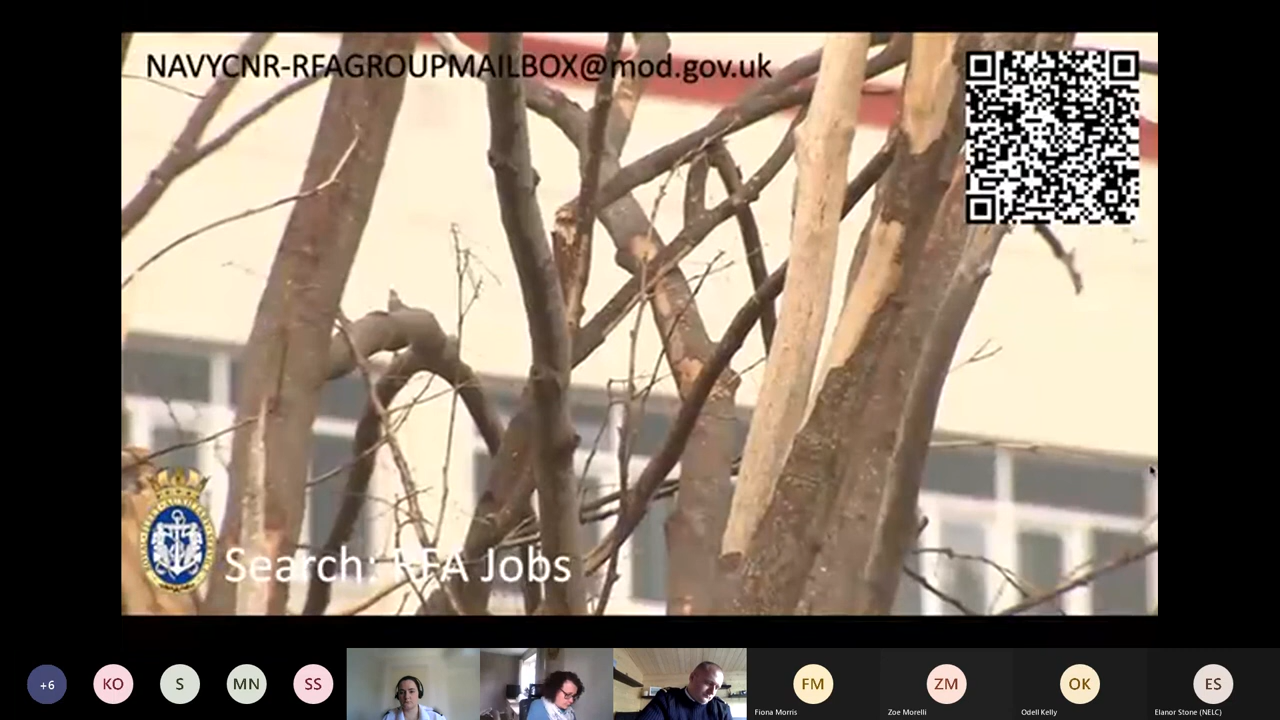 NAVYCNR-RFAGROUPMAILBOX@mod.gov.uk
Search: RFA Jobs
+6
KO
S
MN
SS
FM
ZM
OK
ES
Fiona Morris
Zoe Morelli
Odell Kelly
Elanor Stone (NELC)